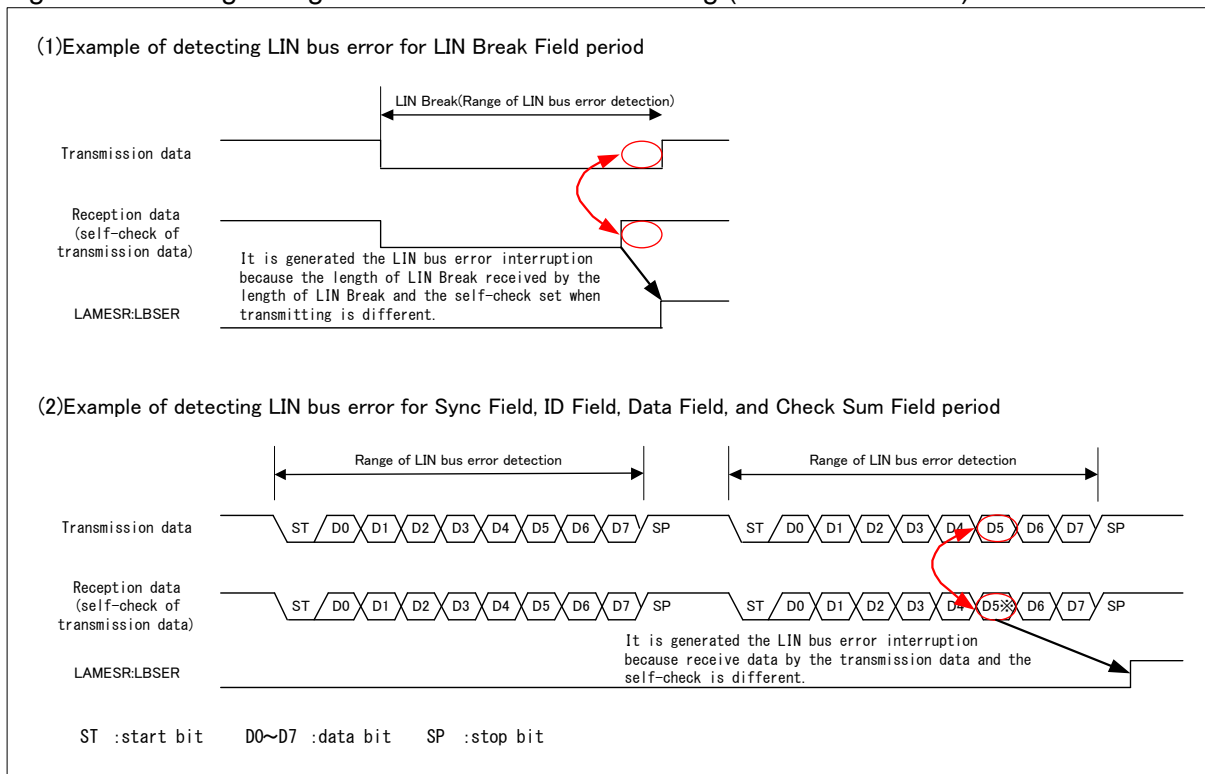 (1)Example of detecting LIN bus error for LIN Break Field period
LIN Break(Range of LIN bus error detection)
Transmission data
Reception data
(self-check of
transmission data)
It is generated the LIN bus error interruption
because the length of LIN Break received by the
length of LIN Break and the self-check set when
transmitting is different.
LAMESR:LBSER
(2)Example of detecting LIN bus error for Sync Field, ID Field, Data Field, and Check Sum Field period
Range of LIN bus error detection Range of LIN bus error detection
Transmission data ST D0 D1 D2 D3 D4 D5 D6 D7 SP ST D0 D1 D2 D3 D4 D5 D6 D7 SP
Reception data
(self-check of
transmission data)
ST D0 D1 D2 D3 D4 D5 D6 D7 SP ST D0 D1 D2 D3 D4 D5※ D6 D7 SP
It is generated the LIN bus error interruption
because receive data by the transmission data and the
self-check is different.
LAMESR:LBSER
ST :start bit D0~D7 :data bit SP :stop bit